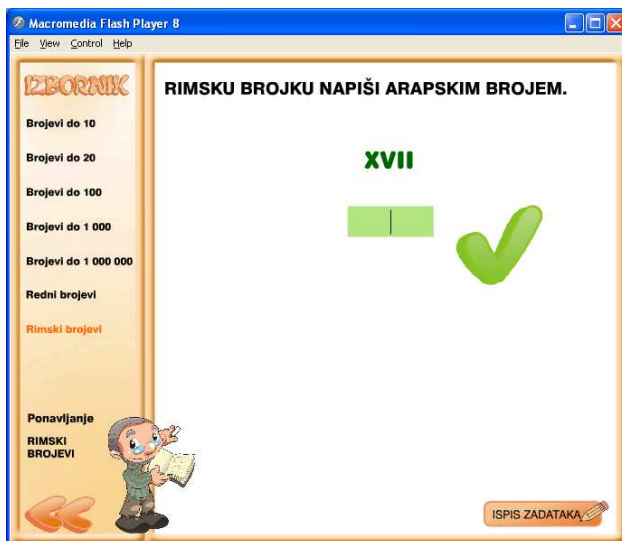 Macromedia Flash Player 8
File View Control Help
IZBORNIK
Brojevi do 10
Brojevi do 20
Brojevi do 100
Brojevi do 1 000
Brojevi do 1 000 000
Redni brojevi
Rimski brojevi
Ponavljanje
RIMSKI
BROJEVI
RIMSKU BROJKU NAPIŠI ARAPSKIM BROJEM.
XVII
ISPIS ZADATAKA